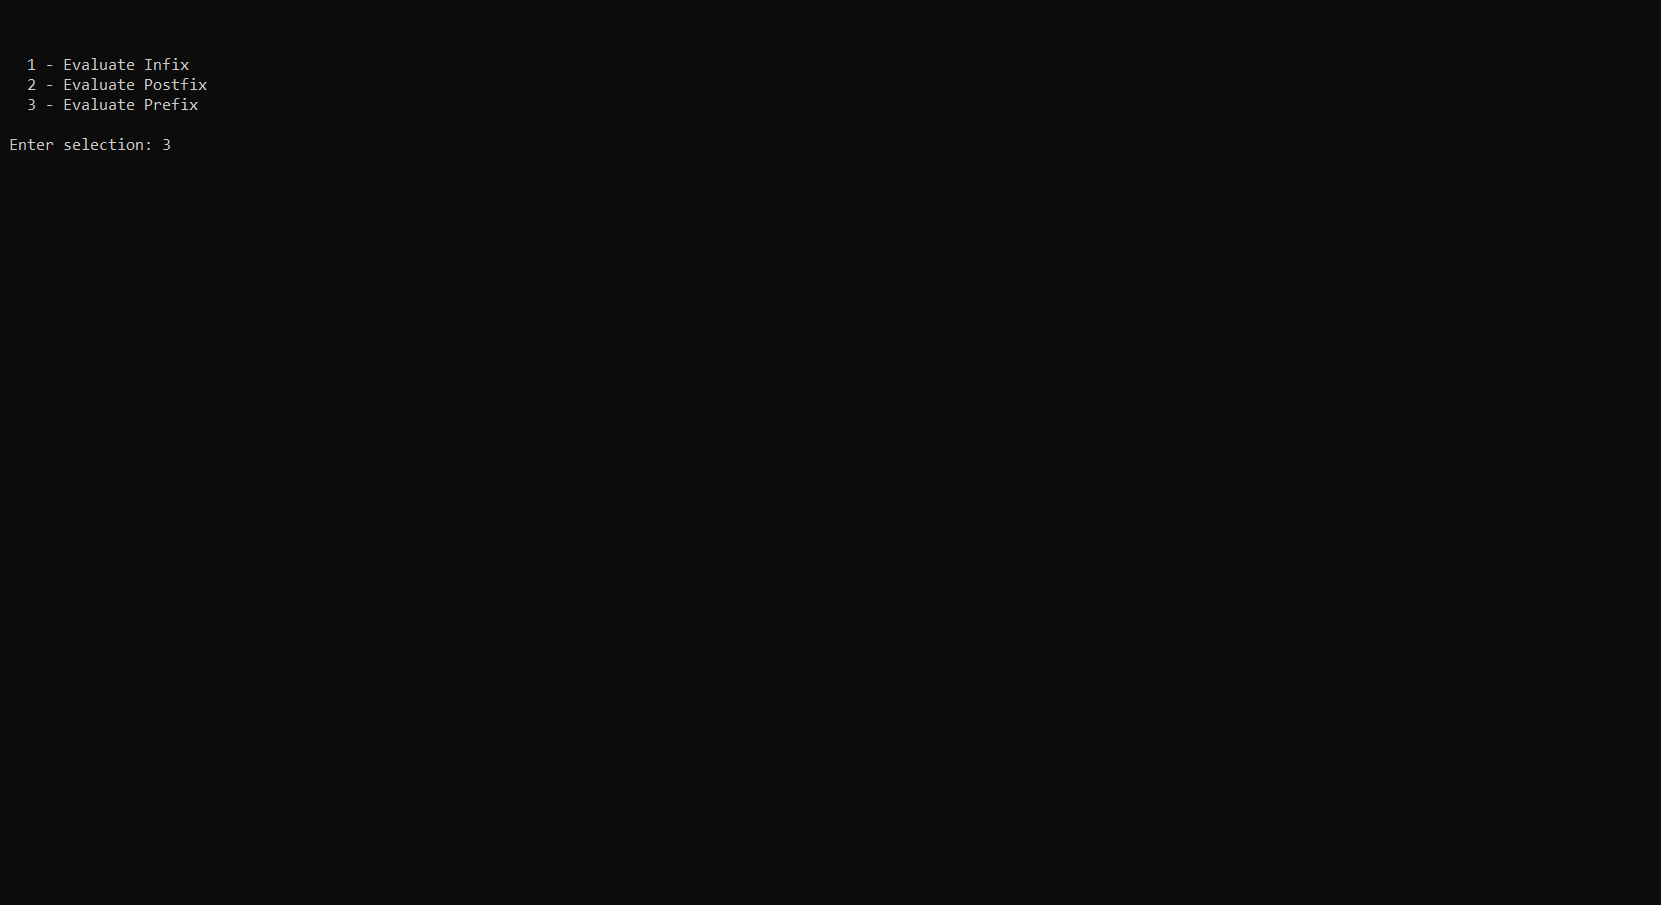 1 - Evaluate Infix
2 - Evaluate Postfix
3 - Evaluate Prefix
Enter selection: 3